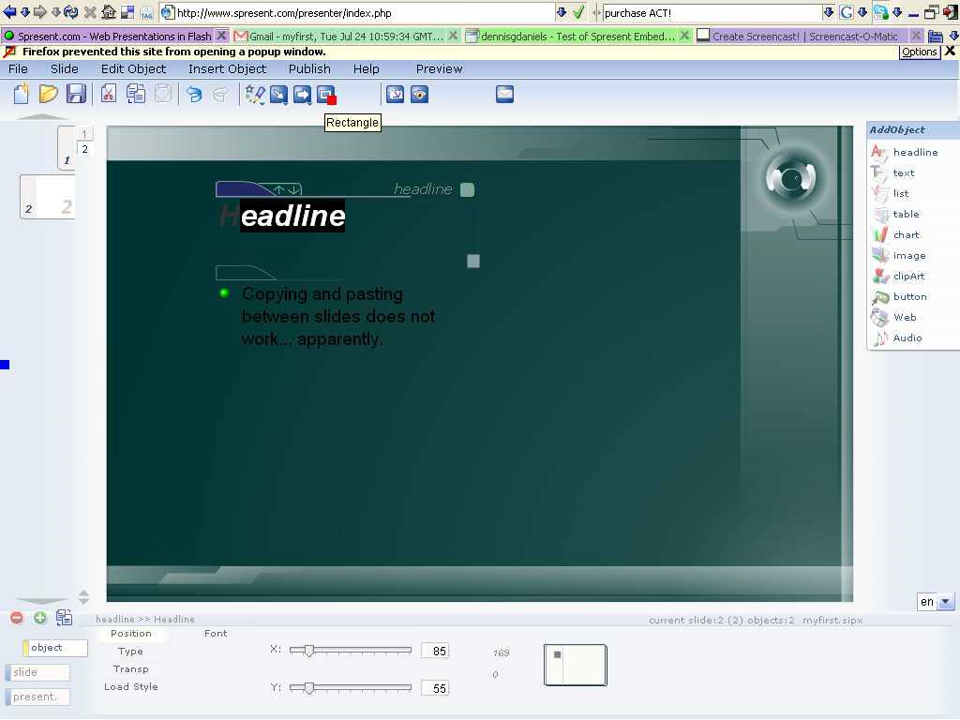 http://www.spresent.com/presenter/index.php purchase ACT!
Spresent.com - Web Presentations in Flash Gmail - myfirst, Tue Jul 24 10:59:34 GMT... dennisgdaniels - Test of Spresent Embed... Create Screencast! | Screencast-O-Matic
Firefox prevented this site from opening a popup window. Options X
File Slide Edit Object Insert Object Publish Help Preview
Rectangle
1
2
1
2
2
AddObject
headline
text
list
table
chart
image
clipArt
button
Web
Audio
headline
Headline
Copying and pasting
between slides does not
work... apparently.
en
headline >> Headline current slide:2 (2) objects:2 myfirst.sipx
Position Font
Type
Transp
Load Style
object
slide
present.
X: 85 169
0
Y: 55